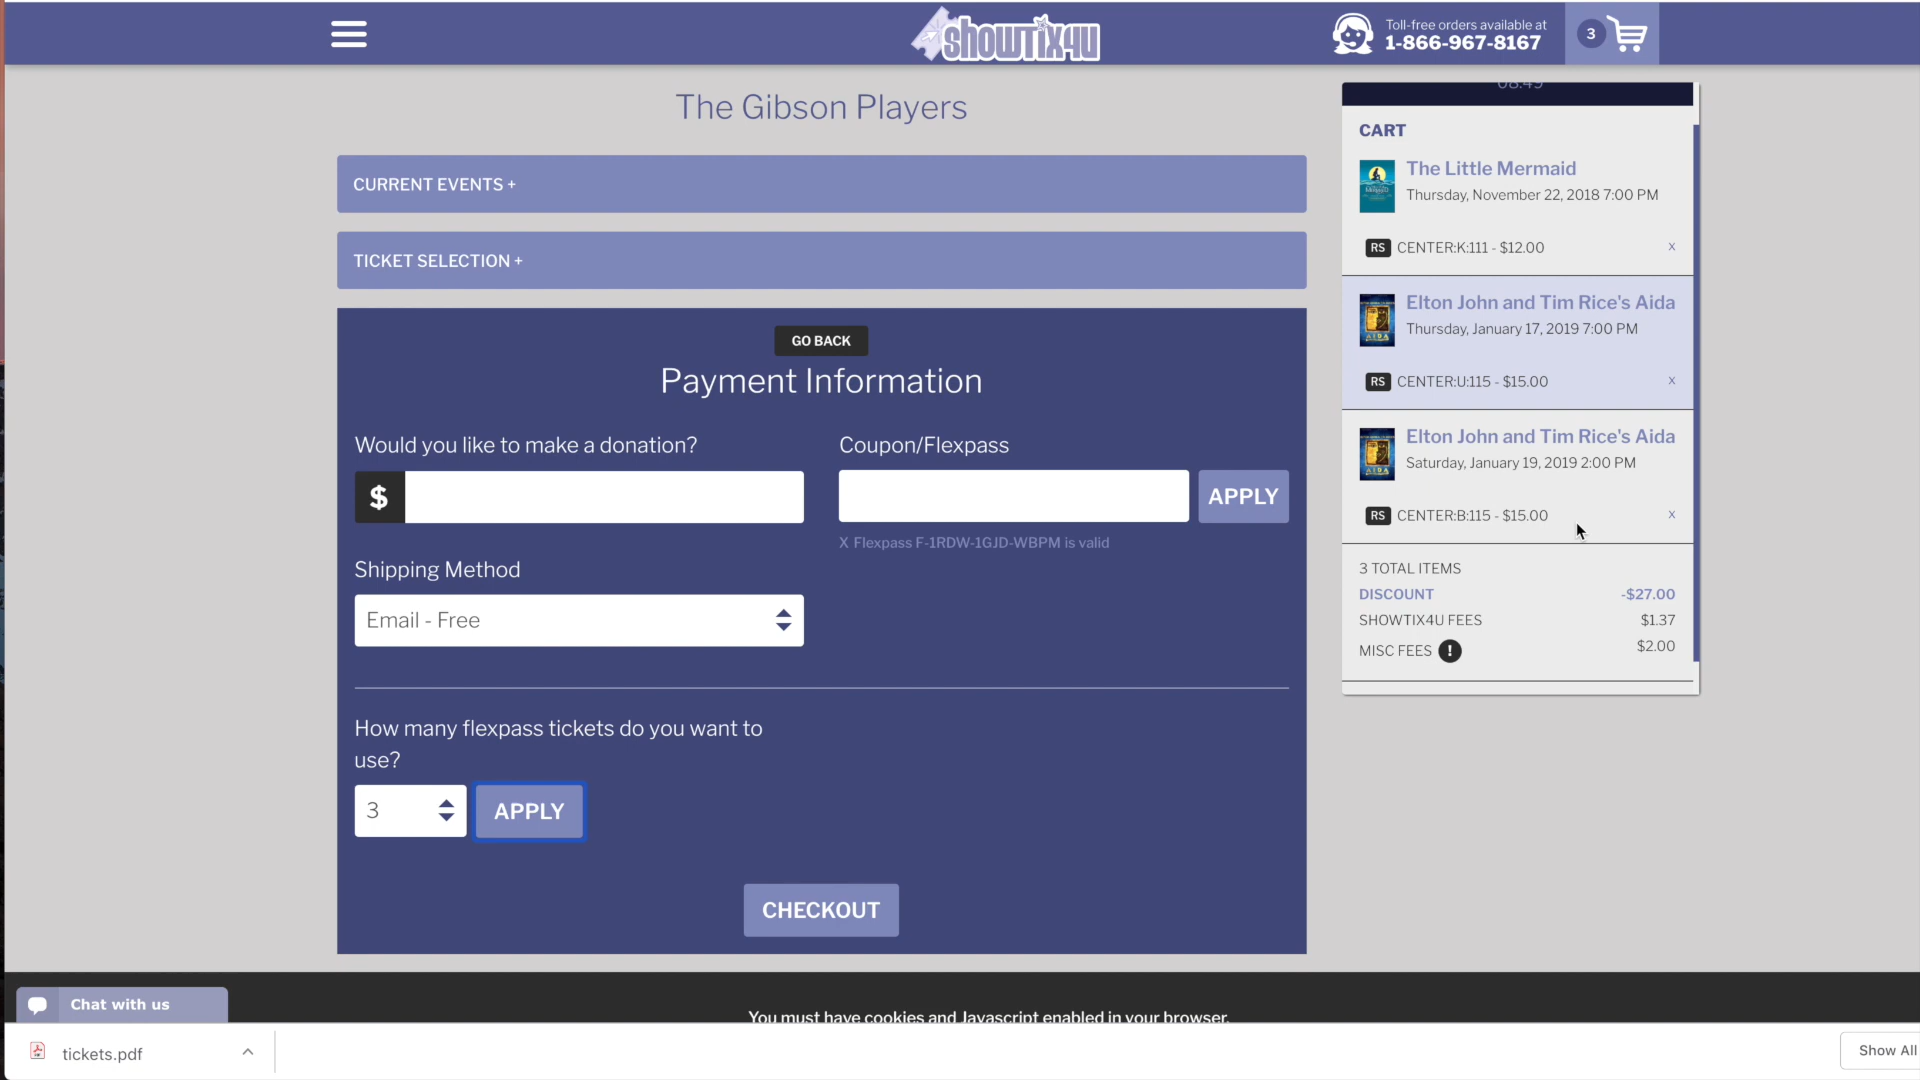 showtix4u
Toll-free orders available at
1-866-967-8167
3
The Gibson Players
CURRENT EVENTS +
TICKET SELECTION +
GO BACK
Payment Information
Would you like to make a donation?
$
Coupon/Flexpass
APPLY
X Flexpass F-1RDW-1GJD-WBPM is valid
Shipping Method
Email - Free
How many flexpass tickets do you want to
use?
3
APPLY
CHECKOUT
08:49
CART
The Little Mermaid
Thursday, November 22, 2018 7:00 PM
RS CENTER:K:111 - $12.00 x
Elton John and Tim Rice's Aida
Thursday, January 17, 2019 7:00 PM
RS CENTER:U:115 - $15.00 x
Elton John and Tim Rice's Aida
Saturday, January 19, 2019 2:00 PM
RS CENTER:B:115 - $15.00 x
3 TOTAL ITEMS
DISCOUNT -$27.00
SHOWTIX4U FEES $1.37
MISC FEES ! $2.00
Chat with us
You must have cookies and Javascript enabled in your browser.
tickets.pdf
Show All